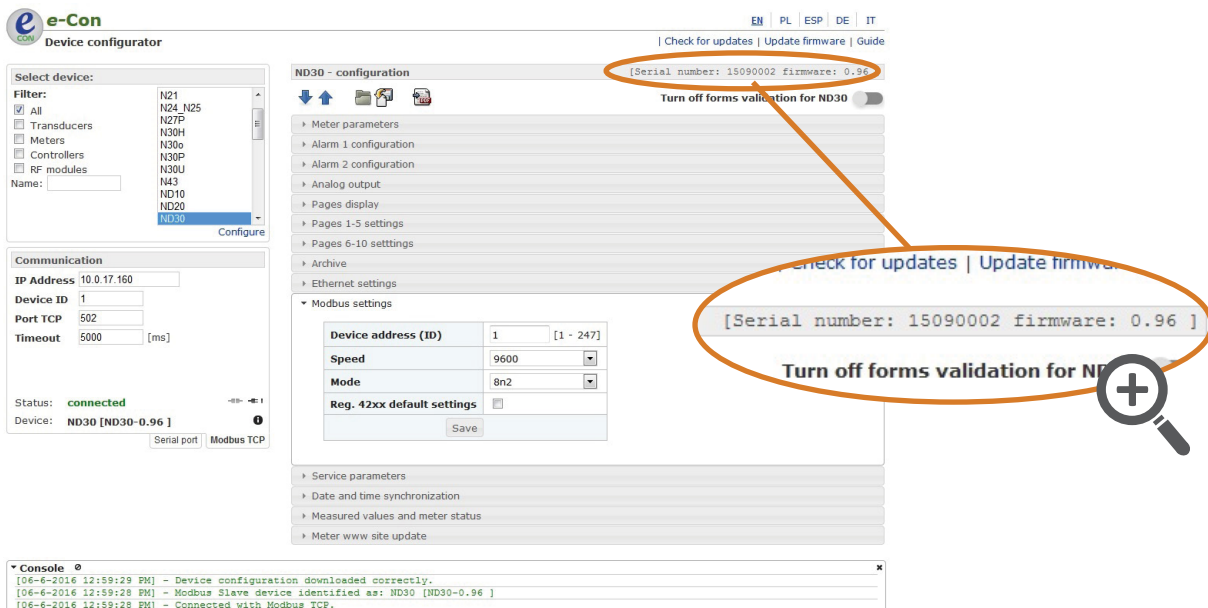 e CON
e-Con
Device configurator
EN | PL | ESP | DE | IT
| Check for updates | Update firmware | Guide
Select device:
Filter:
All
Transducers
Meters
Controllers
RF modules
Name:
N21
N24_N25
N27P
N30H
N30o
N30P
N30U
N43
ND10
ND20
ND30
Configure
Communication
IP Address 10.0.17.160
Device ID 1
Port TCP 502
Timeout 5000 [ms]
Status: connected
Device: ND30 [ND30-0.96 ]
Serial port Modbus TCP
ND30 - configuration [Serial number: 15090002 firmware: 0.96
Turn off forms validation for ND30
Meter parameters
Alarm 1 configuration
Alarm 2 configuration
Analog output
Pages display
Pages 1-5 settings
Pages 6-10 setttings
Archive
Ethernet settings
Modbus settings
Device address (ID) 1 [1 - 247]
Speed 9600
Mode 8n2
Reg. 42xx default settings
Save
Service parameters
Date and time synchronization
Measured values and meter status
Meter www site update
Check for updates | Update firmwa
[Serial number: 15090002 firmware: 0.96 ]
Turn off forms validation for ND
Console
[06-6-2016 12:59:29 PM] - Device configuration downloaded correctly.
[06-6-2016 12:59:28 PM] - Modbus Slave device identified as: ND30 [ND30-0.96 ]
[06-6-2016 12:59:28 PM] - Connected with Modbus TCP.